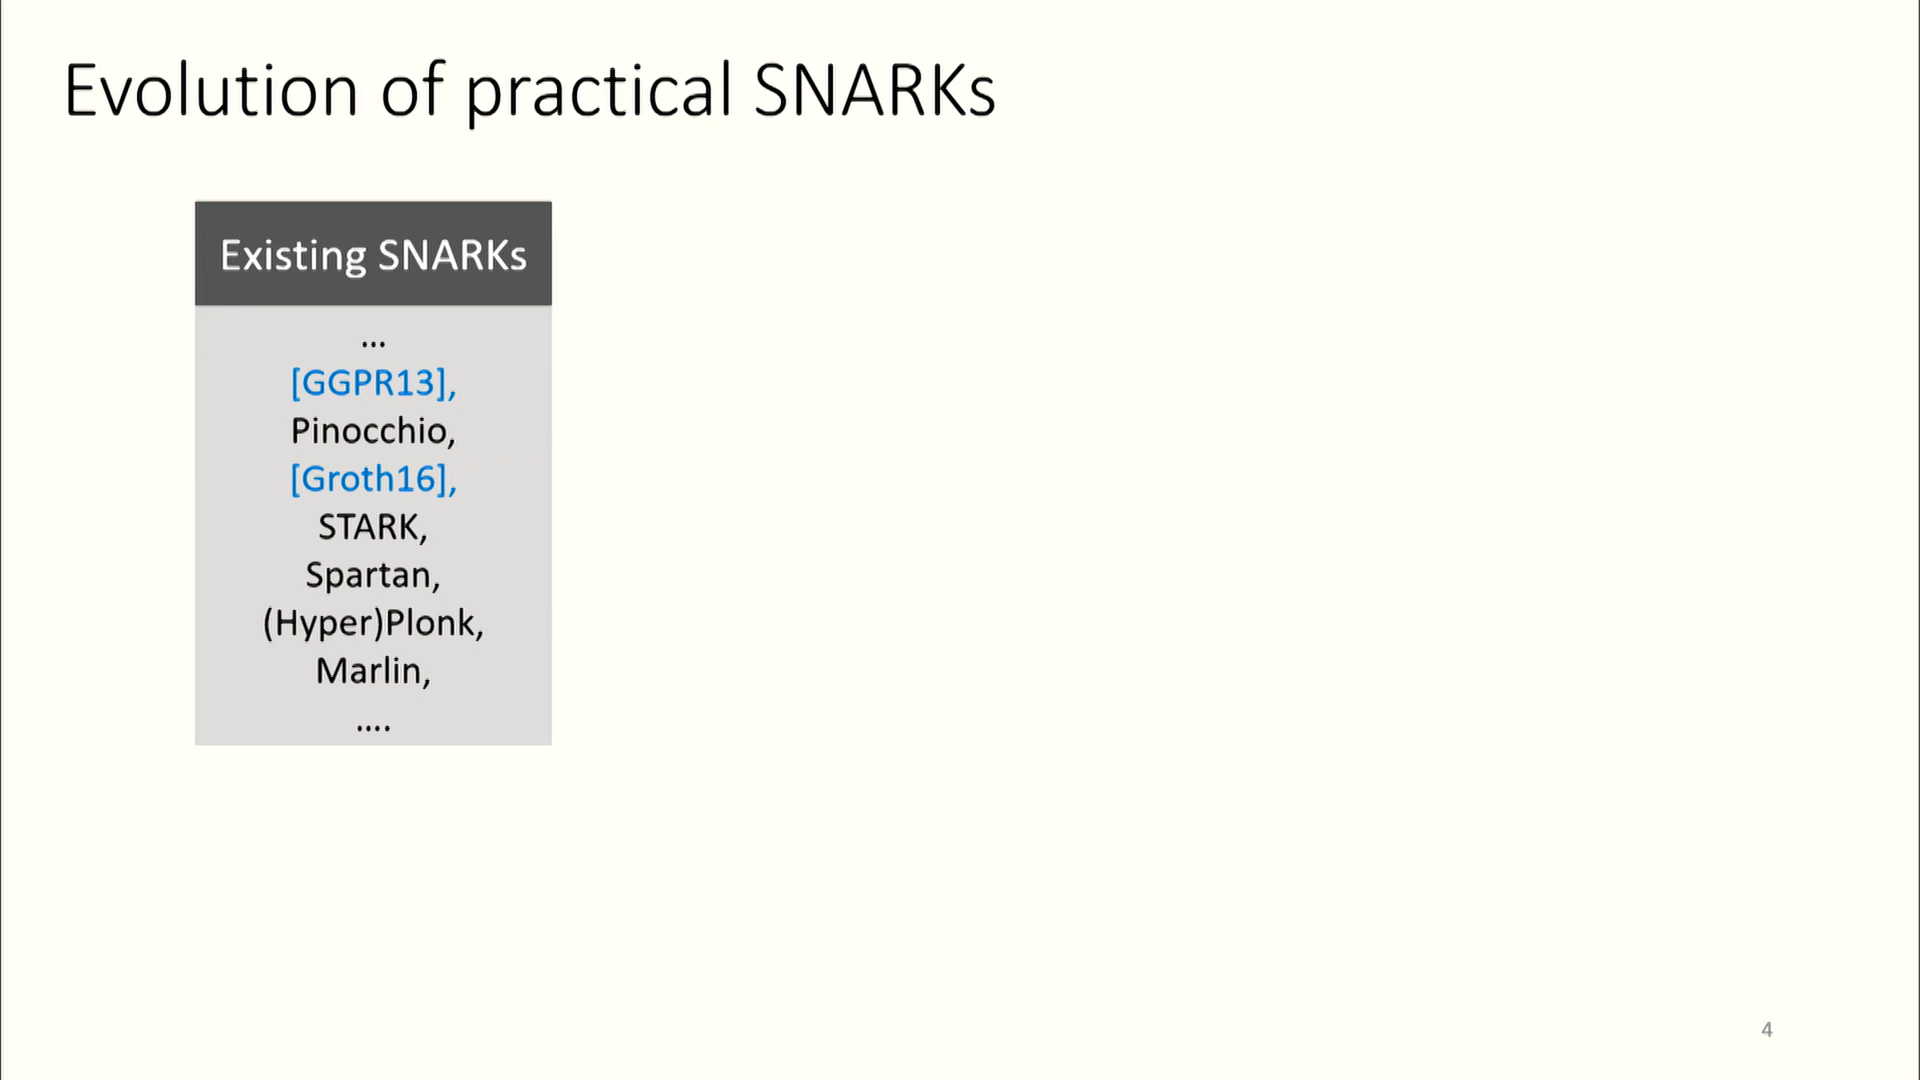 Evolution of practical SNARKs
Existing SNARKs
...
[GGPR13],
Pinocchio,
[Groth16],
STARK,
Spartan,
(Hyper)Plonk,
Marlin,
....
4